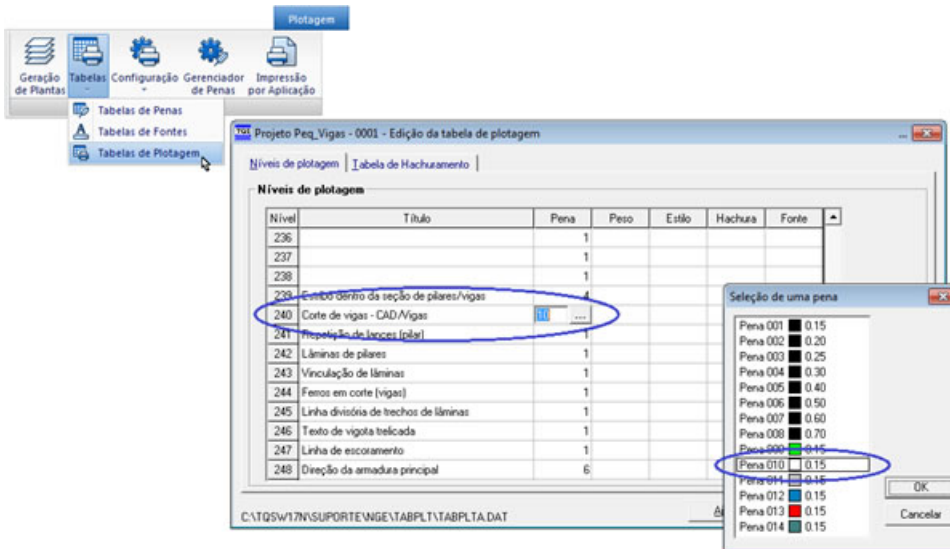 Plotagem
Geração de Plantas
Tabelas
Configuração
Gerenciador de Penas
Impressão por Aplicação
Tabelas de Penas
Tabelas de Fontes
Tabelas de Plotagem
TQS Projeto Peq_Vigas - 0001 - Edição da tabela de plotagem
Níveis de plotagem | Tabela de Hachuramento
Níveis de plotagem
Nível Título Pena Peso Estilo Hachura Fonte
236 1
237 1
238 1
239 Estribo dentro da seção de pilares/vigas 4
240 Corte de vigas - CAD/Vigas 10 ...
241 Repetição de lances (pilar) 1
242 Lâminas de pilares 1
243 Vinculação de lâminas 1
244 Ferros em corte (vigas) 1
245 Linha divisória de trechos de lâminas 1
246 Texto de vigota treliçada 1
247 Linha de escoramento 1
248 Direção da armadura principal 6
C:\TQSW17N\SUPORTE\NGE\TABPLT\TABPLTA.DAT
Seleção de uma pena
Pena 001 0.15
Pena 002 0.20
Pena 003 0.25
Pena 004 0.30
Pena 005 0.40
Pena 006 0.50
Pena 007 0.60
Pena 008 0.70
Pena 009 0.15
Pena 010 0.15
Pena 011 0.15
Pena 012 0.15
Pena 013 0.15
Pena 014 0.15
OK
Cancelar